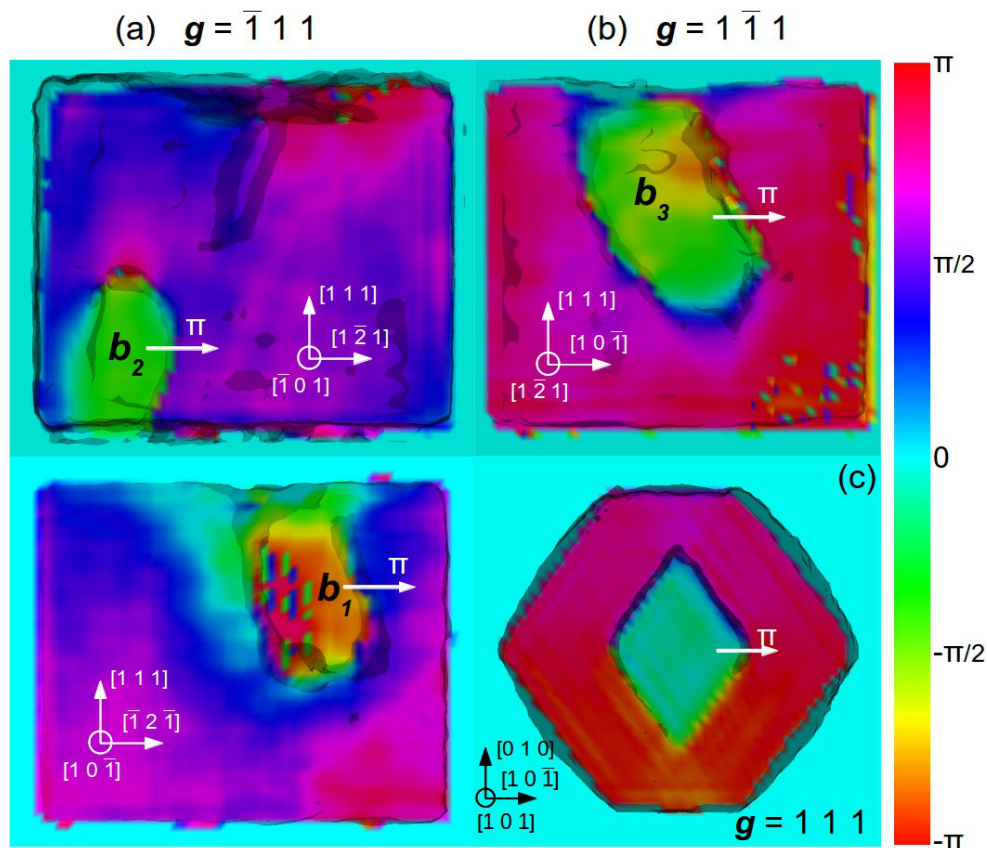 (a) g = 1̅ 1 1
(b) g = 1 1̅ 1
π
π/2
0
-π/2
-π
b₂
π
[1 1 1]
[1 2̅ 1]
[1̅ 0 1]
b₃
π
[1 1 1]
[1 0 1̅]
[1 2̅ 1]
b₁
π
[1 1 1]
[1̅ 2 1̅]
[1 0 1̅]
(c)
π
[0 1 0]
[1 0 1̅]
[1 0 1]
g = 1 1 1